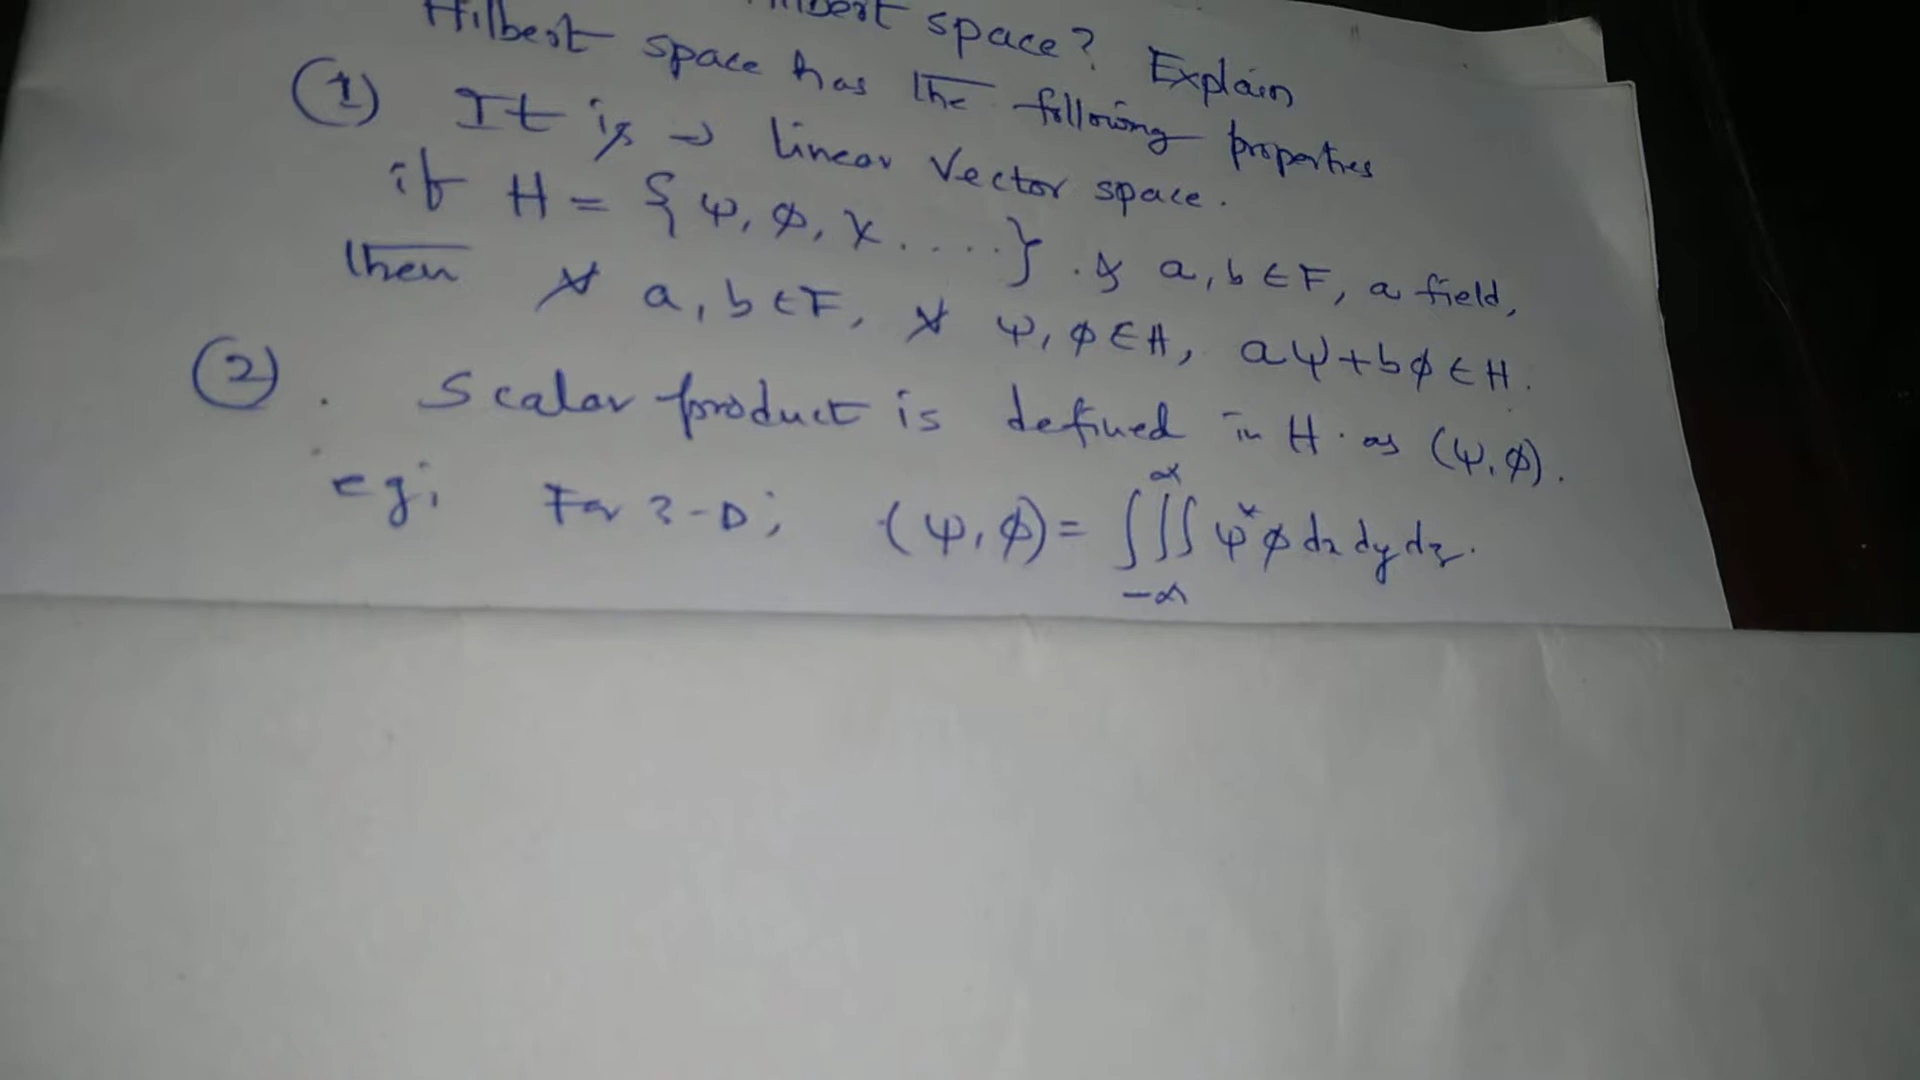 Hilbert space? Explain
Hilbert space has the following properties
(1) It is → linear vector space.
if H = {ψ, φ, χ.....} . & a, b ∈ F, a field,
then ∀ a, b ∈ F, ∀ ψ, φ ∈ H, aψ + bφ ∈ H.
(2). Scalar product is defined in H. as (ψ, φ).
eg; For 3-D; (ψ, φ) = ∫∫∫ ψ*φ dx dy dz.
∝
-∝